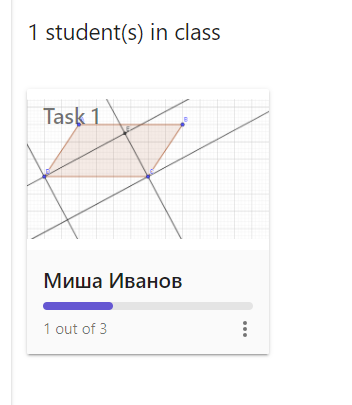 1 student(s) in class
Task 1
B
Миша Иванов
1 out of 3